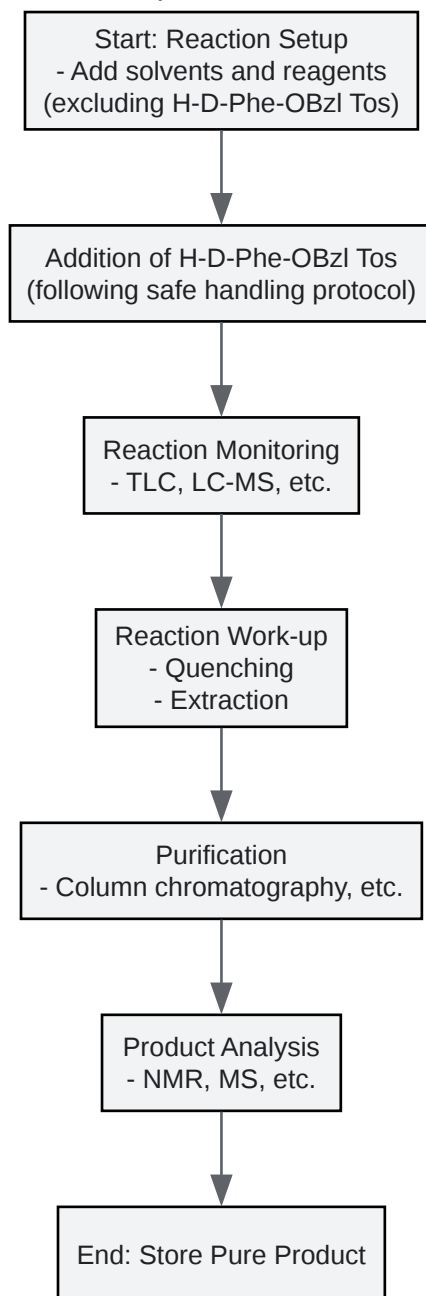 Start: Reaction Setup
- Add solvents and reagents
(excluding H-D-Phe-OBzl Tos)
Addition of H-D-Phe-OBzl Tos
(following safe handling protocol)
Reaction Monitoring
- TLC, LC-MS, etc.
Reaction Work-up
- Quenching
- Extraction
Purification
- Column chromatography, etc.
Product Analysis
- NMR, MS, etc.
End: Store Pure Product